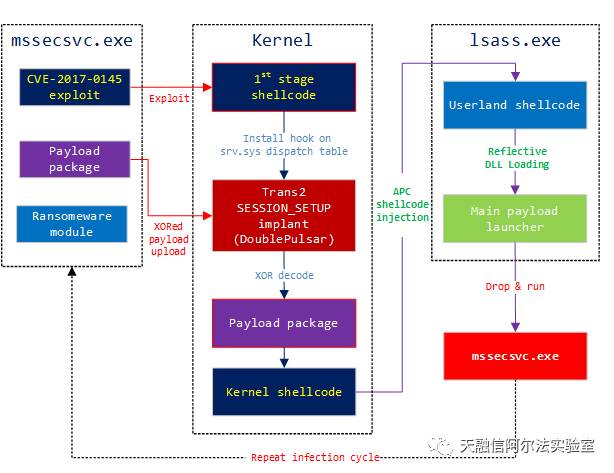 mssecsvc.exe
CVE-2017-0145
exploit
Payload
package
Ransomeware
module
Exploit
XORed
payload
upload
Kernel
1st stage
shellcode
Install hook on
srv.sys dispatch table
Trans2
SESSION_SETUP
implant
(DoublePulsar)
XOR decode
Payload package
Kernel shellcode
APC
shellcode
injection
lsass.exe
Userland shellcode
Reflective
DLL Loading
Main payload
launcher
Drop & run
mssecsvc.exe
Repeat infection cycle
天融信阿尔法实验室